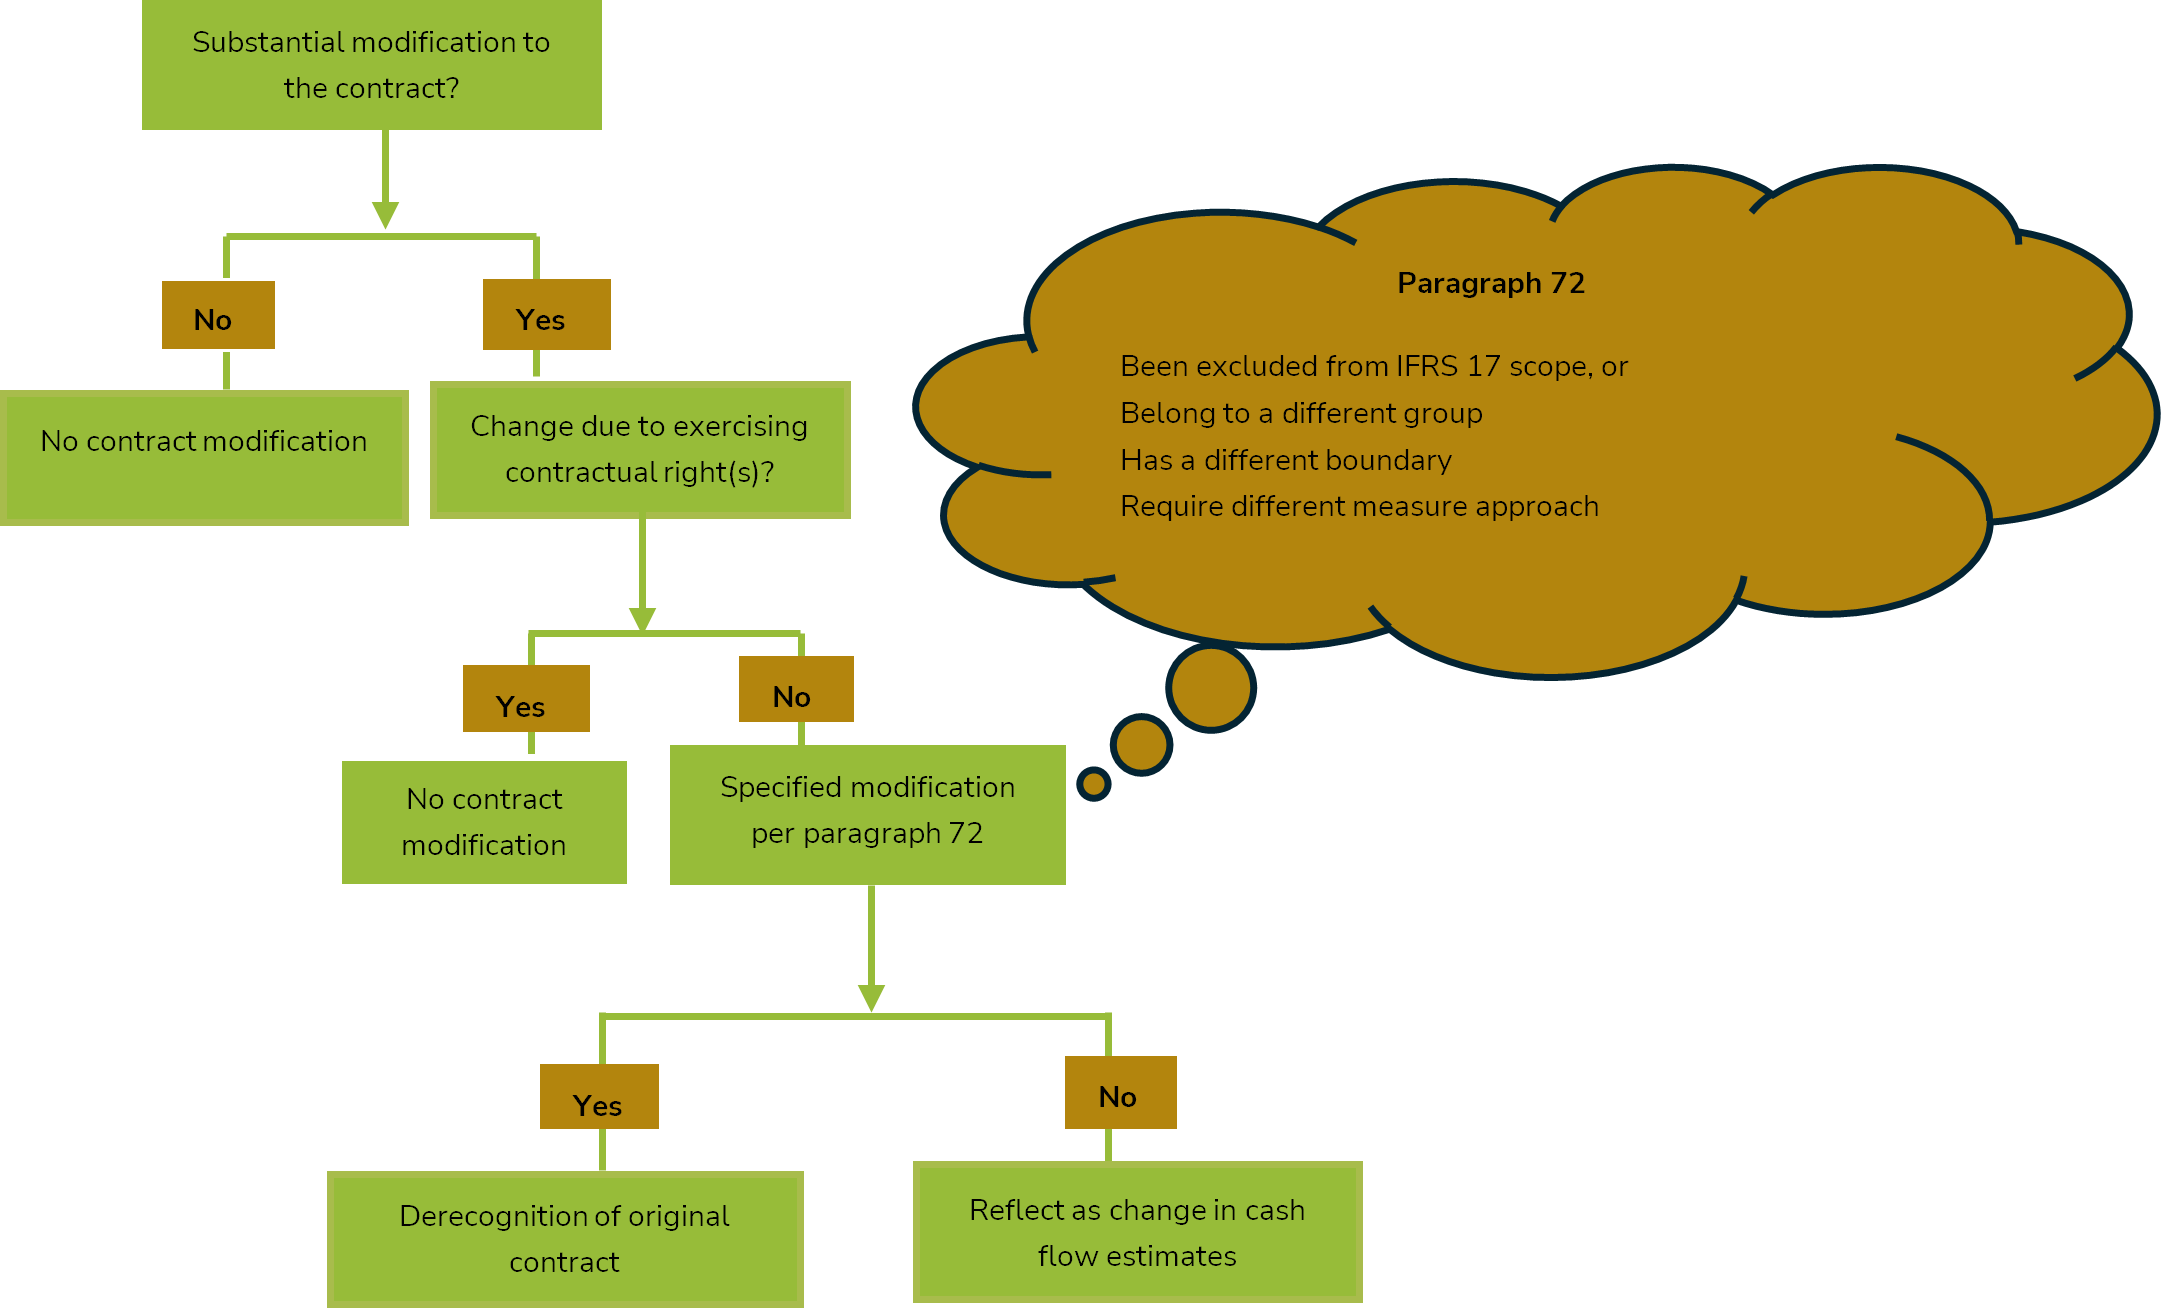 Substantial modification to
the contract?
No
Yes
No contract modification
Change due to exercising
contractual right(s)?
Paragraph 72
Been excluded from IFRS 17 scope, or
Belong to a different group
Has a different boundary
Require different measure approach
Yes
No
No contract
modification
Specified modification
per paragraph 72
Yes
No
Derecognition of original
contract
Reflect as change in cash
flow estimates